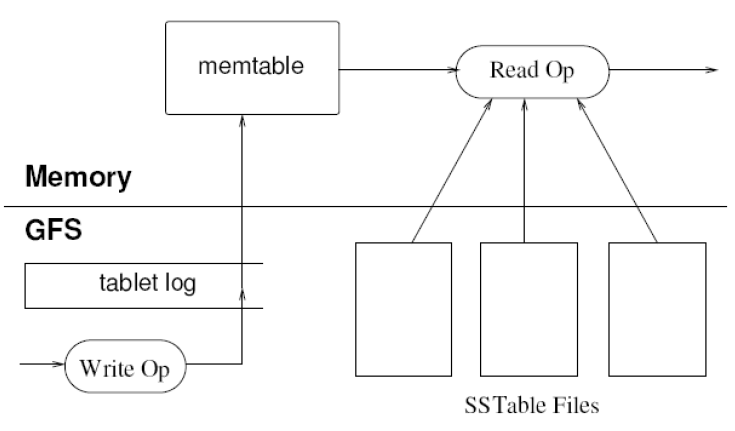 memtable
Read Op
Memory
GFS
tablet log
Write Op
SSTable Files